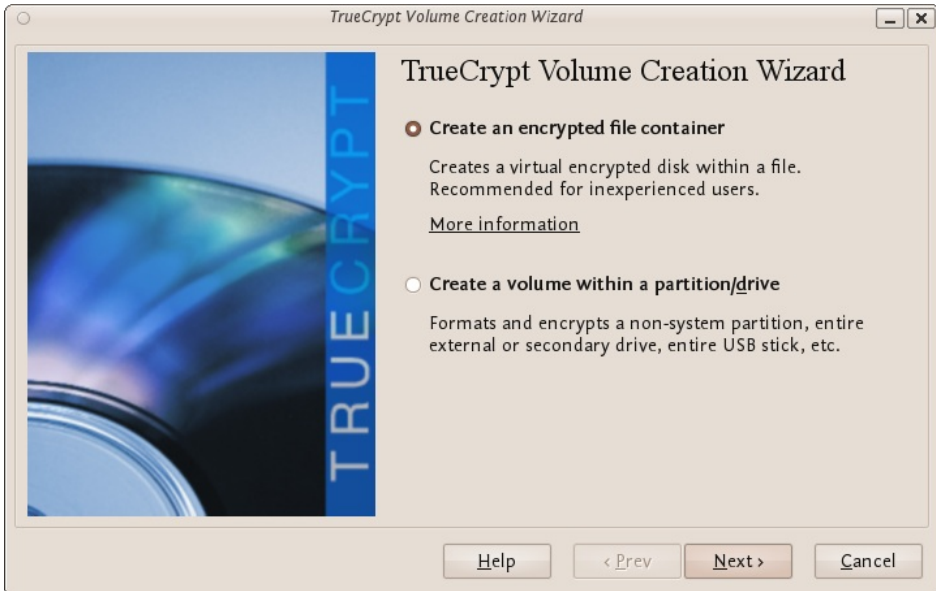 TrueCrypt Volume Creation Wizard
TRUECRYPT
TrueCrypt Volume Creation Wizard
Create an encrypted file container
Creates a virtual encrypted disk within a file.
Recommended for inexperienced users.
More information
Create a volume within a partition/drive
Formats and encrypts a non-system partition, entire
external or secondary drive, entire USB stick, etc.
Help
< Prev
Next >
Cancel